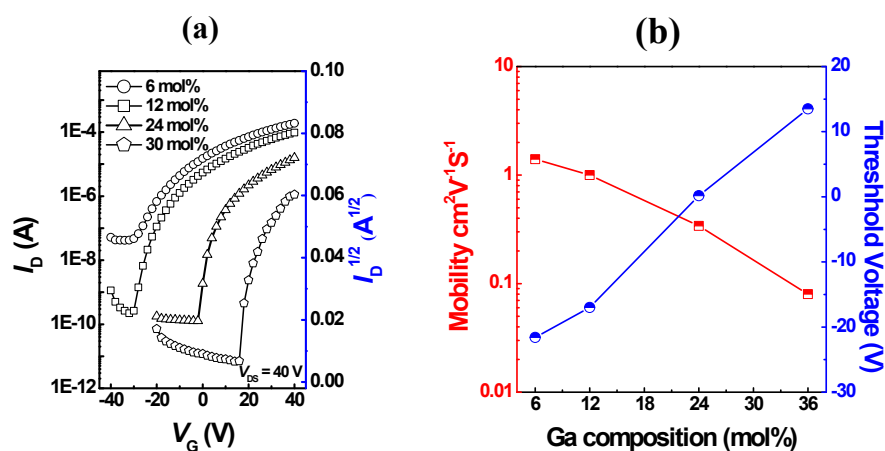 (a)
6 mol%
12 mol%
24 mol%
30 mol%
1E-4
1E-6
1E-8
1E-10
1E-12
I_D (A)
0.10
0.08
0.06
0.04
0.02
0.00
I_D^1/2 (A^1/2)
V_DS = 40 V
-40 -20 0 20 40
V_G (V)
(b)
10
1
0.1
0.01
Mobility cm²V⁻¹S⁻¹
20
10
0
-10
-20
-30
Threshhold Voltage (V)
6 12 18 24 30 36
Ga composition (mol%)